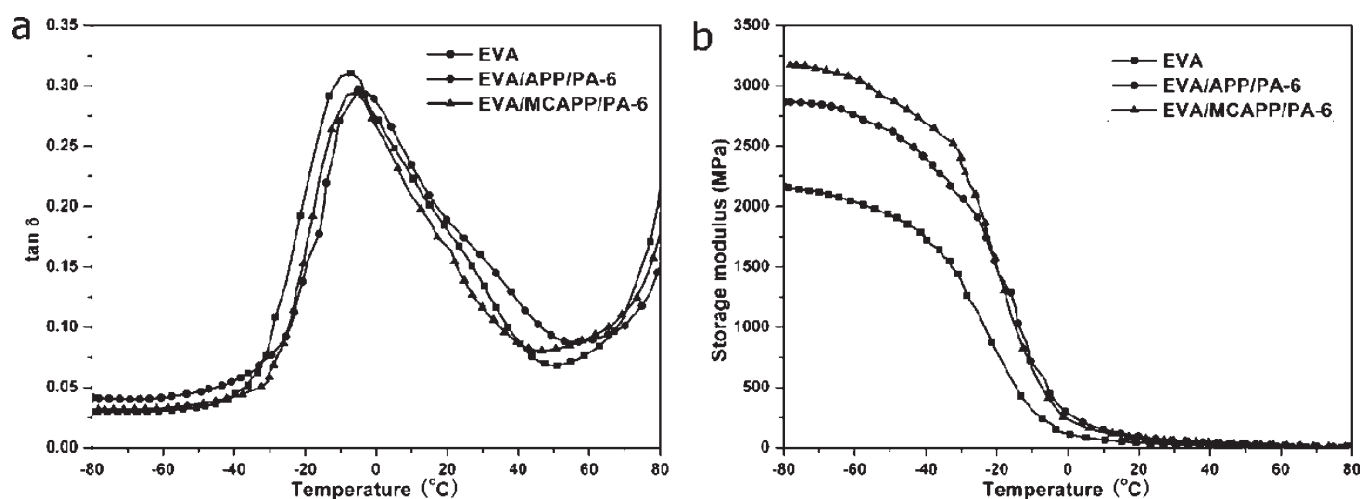 a
0.35
0.30
0.25
0.20
0.15
0.10
0.05
0.00
tan δ
EVA
EVA/APP/PA-6
EVA/MCAPP/PA-6
-80 -60 -40 -20 0 20 40 60 80
Temperature (°C)
b
3500
3000
2500
2000
1500
1000
500
0
Storage modulus (MPa)
EVA
EVA/APP/PA-6
EVA/MCAPP/PA-6
-80 -60 -40 -20 0 20 40 60 80
Temperature (°C)